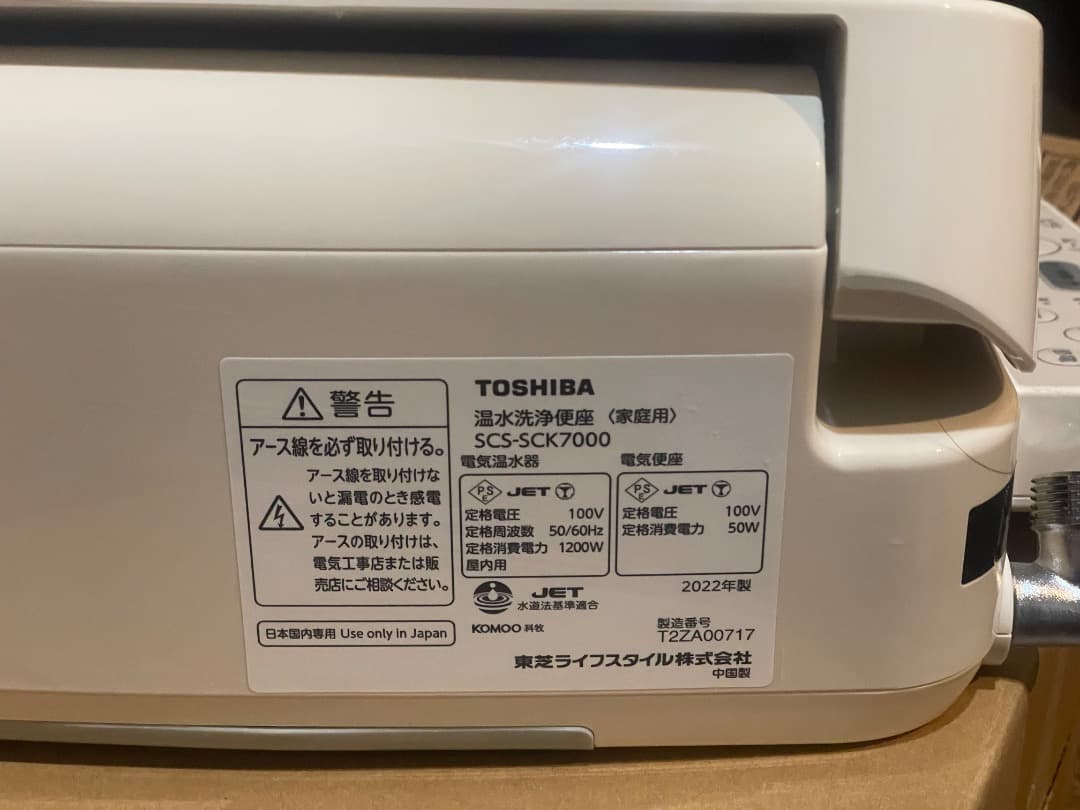 警告
アース線を必ず取り付ける。
アース線を取り付けな
いと漏電のとき感電
することがあります。
アースの取り付けは、
電気工事店または販
売店にご相談ください。
日本国内専用 Use only in Japan
TOSHIBA
温水洗浄便座〈家庭用〉
SCS-SCK7000
電気温水器
PSE JET
定格電圧 100V
定格周波数 50/60Hz
定格消費電力 1200W
屋内用
電気便座
PSE JET
定格電圧 100V
定格消費電力 50W
JET
水道法基準適合
KOMOO 科牧
2022年製
製造番号
T2ZA00717
東芝ライフスタイル株式会社
中国製